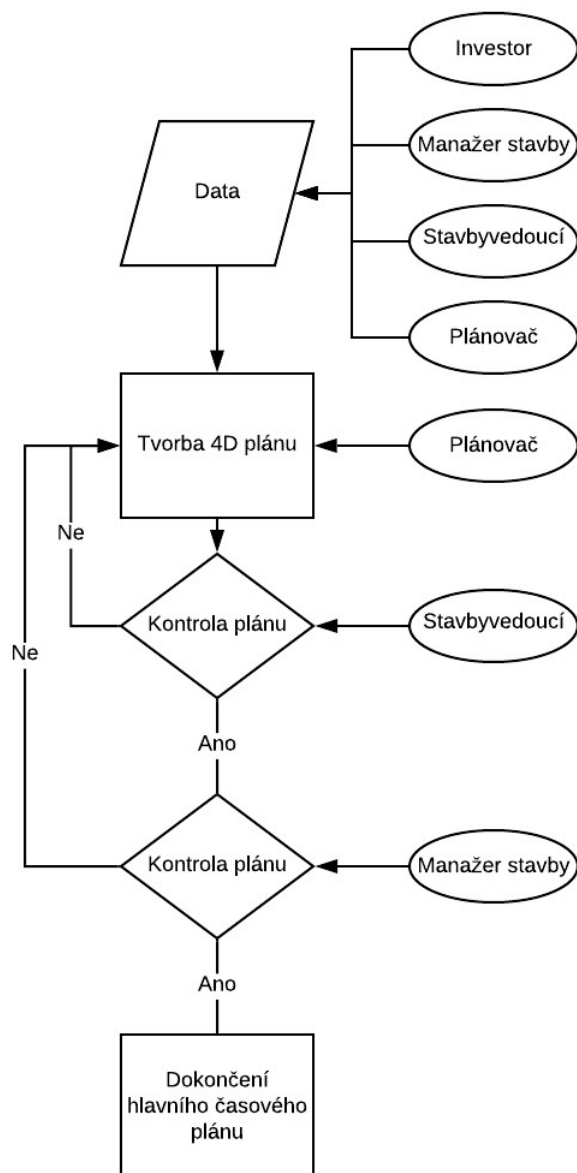 Investor
Manažer stavby
Data
Stavbyvedoucí
Plánovač
Tvorba 4D plánu
Plánovač
Ne
Kontrola plánu
Stavbyvedoucí
Ne
Ano
Kontrola plánu
Manažer stavby
Ano
Dokončení
hlavního časového
plánu